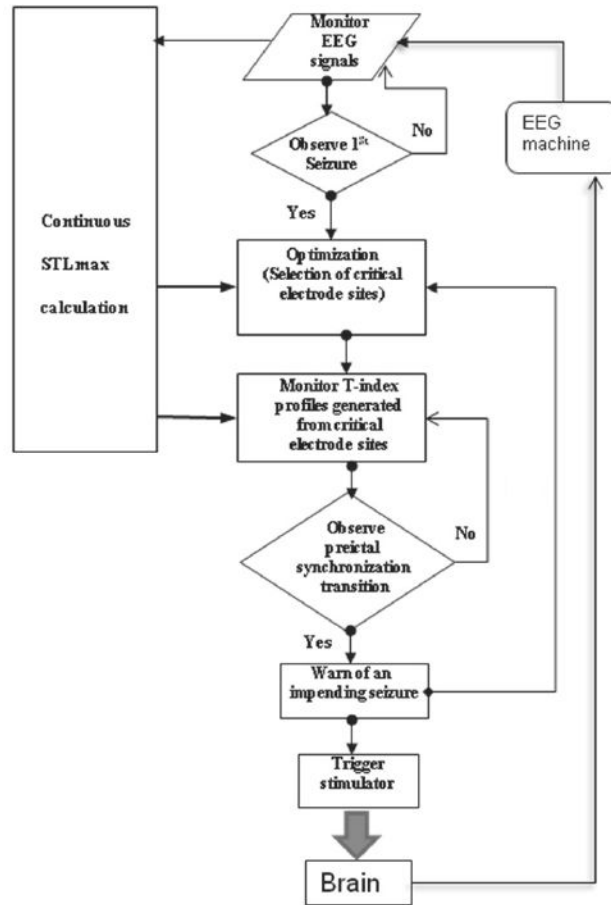 Monitor
EEG
signals
EEG
machine
No
Observe 1st
Seizure
Yes
Continuous
STLmax
calculation
Optimization
(Selection of critical
electrode sites)
Monitor T-index
profiles generated
from critical
electrode sites
Observe
preictal
synchronization
transition
No
Yes
Warn of an
impending seizure
Trigger
stimulator
Brain